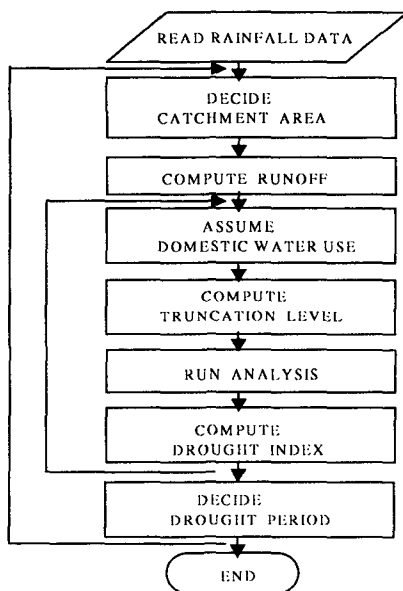 READ RAINFALL DATA
DECIDE
CATCHMENT AREA
COMPUTE RUNOFF
ASSUME
DOMESTIC WATER USE
COMPUTE
TRUNCATION LEVEL
RUN ANALYSIS
COMPUTE
DROUGHT INDEX
DECIDE
DROUGHT PERIOD
END